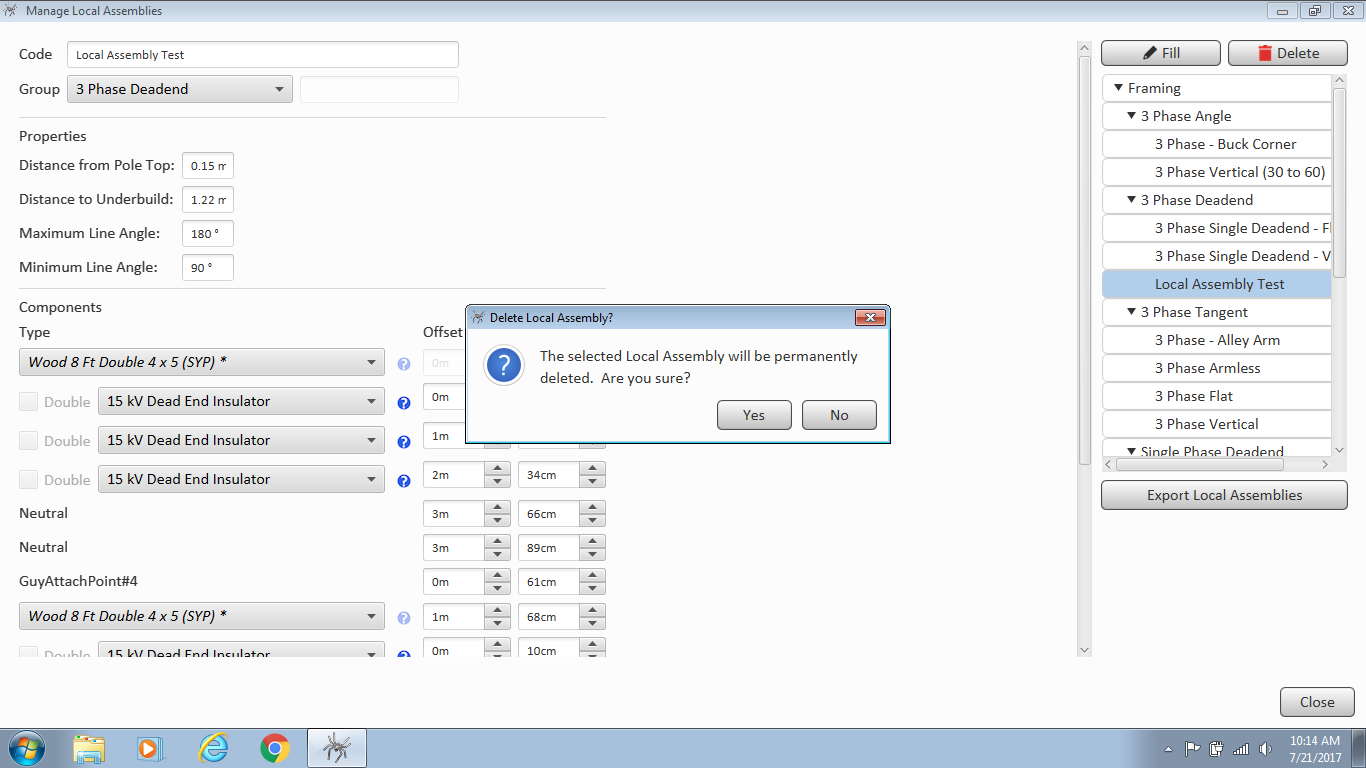 Manage Local Assemblies
Code Local Assembly Test
Group 3 Phase Deadend
Properties
Distance from Pole Top: 0.15 m
Distance to Underbuild: 1.22 m
Maximum Line Angle: 180 °
Minimum Line Angle: 90 °
Components
Type Offset
Wood 8 Ft Double 4 x 5 (SYP) * 0m
Double 15 kV Dead End Insulator 0m
Double 15 kV Dead End Insulator 1m
Double 15 kV Dead End Insulator 2m 34cm
Neutral 3m 66cm
Neutral 3m 89cm
GuyAttachPoint#4 0m 61cm
Wood 8 Ft Double 4 x 5 (SYP) * 1m 68cm
Double 15 kV Dead End Insulator 0m 10cm
Delete Local Assembly?
The selected Local Assembly will be permanently
deleted. Are you sure?
Yes No
Fill Delete
Framing
3 Phase Angle
3 Phase - Buck Corner
3 Phase Vertical (30 to 60)
3 Phase Deadend
3 Phase Single Deadend - Fl
3 Phase Single Deadend - V
Local Assembly Test
3 Phase Tangent
3 Phase - Alley Arm
3 Phase Armless
3 Phase Flat
3 Phase Vertical
Single Phase Deadend
Export Local Assemblies
Close
10:14 AM
7/21/2017